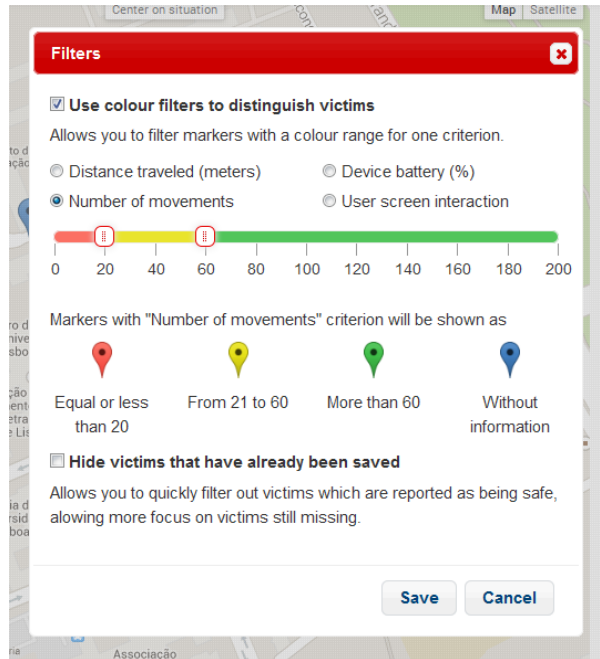 Center on situation
Map Satellite
Filters
Use colour filters to distinguish victims
Allows you to filter markers with a colour range for one criterion.
Distance traveled (meters) Device battery (%)
Number of movements User screen interaction
0 20 40 60 80 100 120 140 160 180 200
Markers with "Number of movements" criterion will be shown as
Equal or less From 21 to 60 More than 60 Without
than 20 information
Hide victims that have already been saved
Allows you to quickly filter out victims which are reported as being safe,
alowing more focus on victims still missing.
Save Cancel
Associação